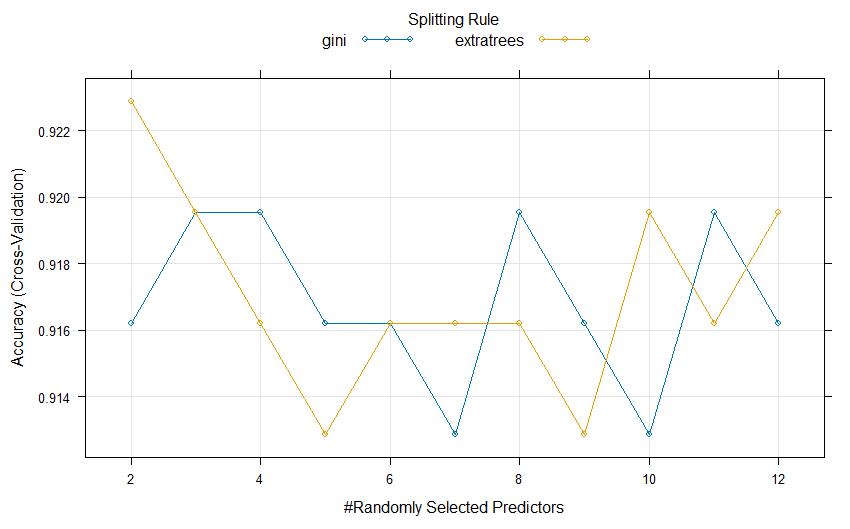 Splitting Rule
gini extratrees
0.922
0.920
0.918
0.916
0.914
Accuracy (Cross-Validation)
2 4 6 8 10 12
#Randomly Selected Predictors